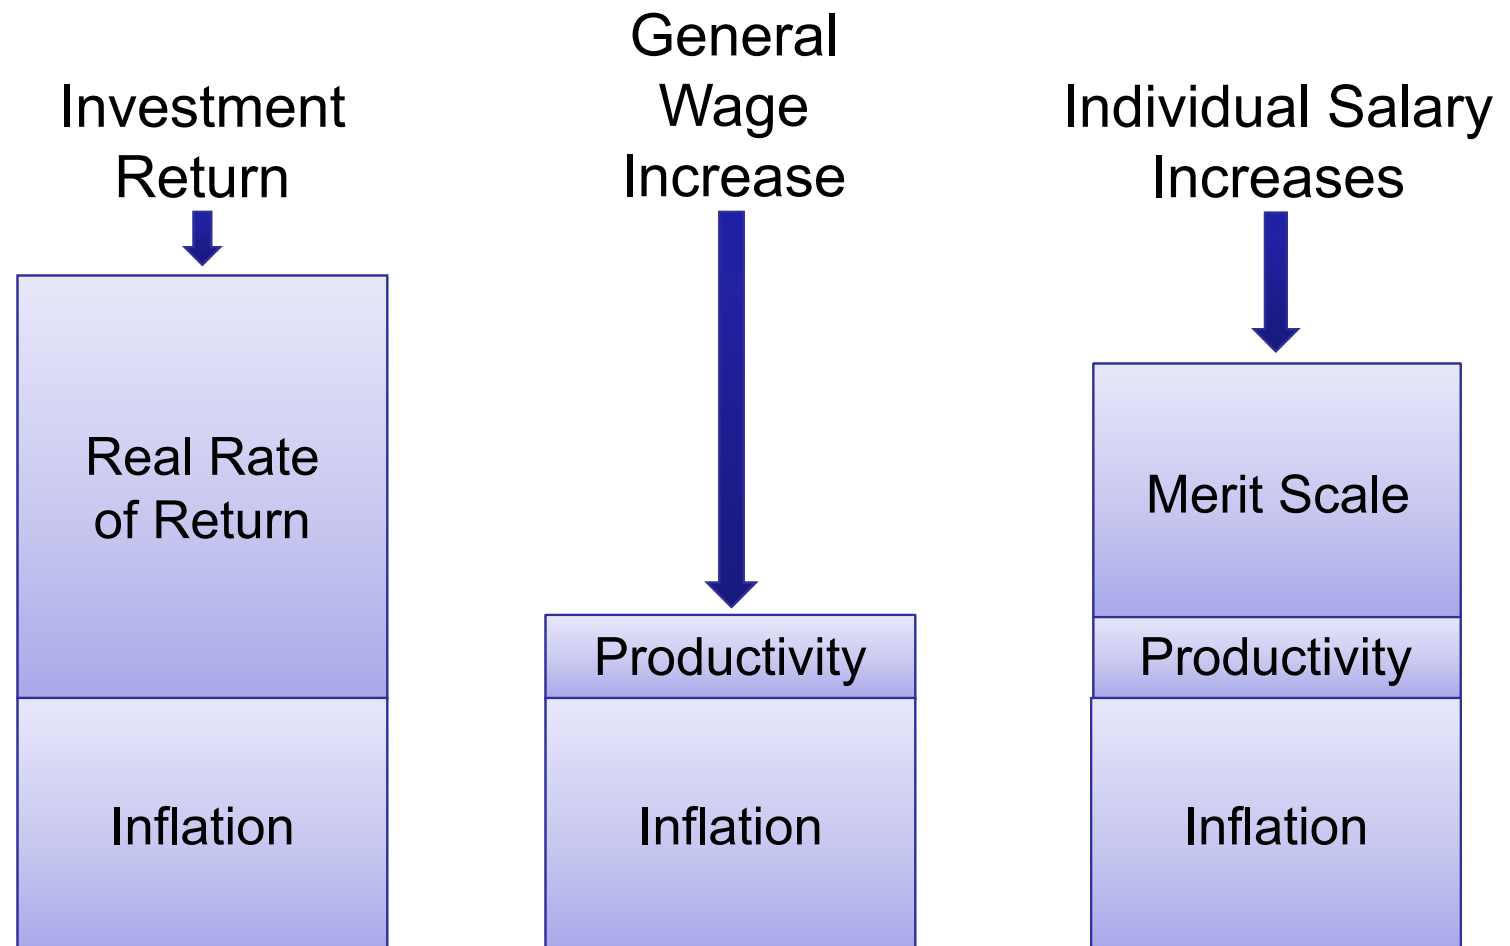 Investment
Return
General
Wage
Increase
Individual Salary
Increases
Real Rate
of Return
Inflation
Productivity
Inflation
Merit Scale
Productivity
Inflation